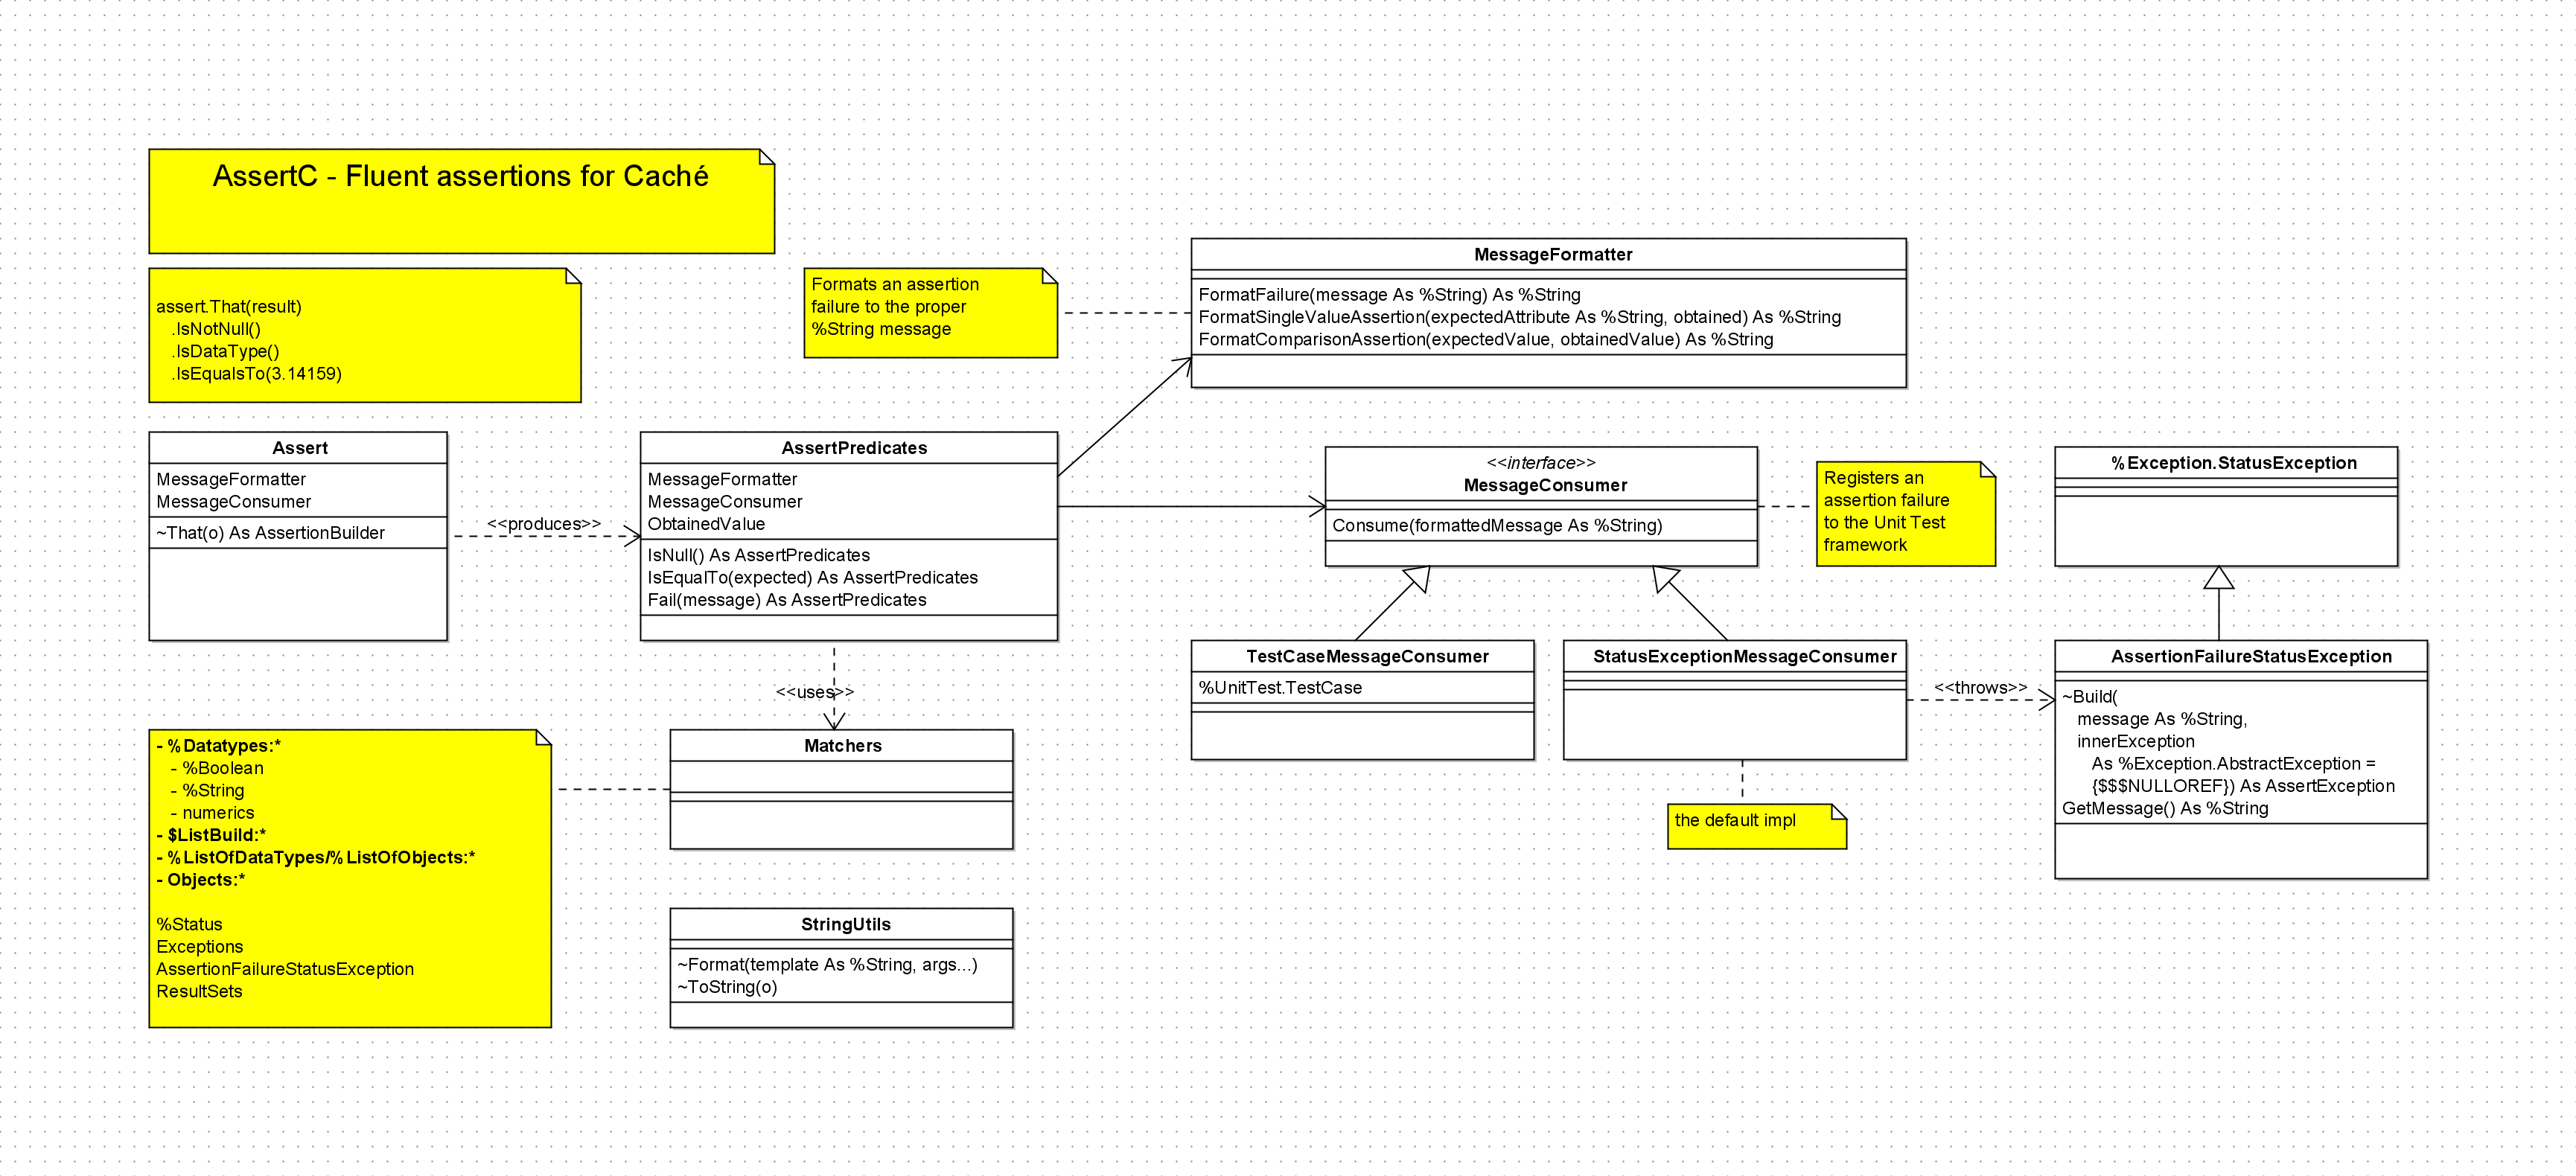 AssertC - Fluent assertions for Caché
assert.That(result)
.IsNotNull()
.IsDataType()
.IsEqualsTo(3.14159)
Formats an assertion
failure to the proper
%String message
MessageFormatter
FormatFailure(message As %String) As %String
FormatSingleValueAssertion(expectedAttribute As %String, obtained) As %String
FormatComparisonAssertion(expectedValue, obtainedValue) As %String
Assert
MessageFormatter
MessageConsumer
~That(o) As AssertionBuilder
<<produces>>
AssertPredicates
MessageFormatter
MessageConsumer
ObtainedValue
IsNull() As AssertPredicates
IsEqualTo(expected) As AssertPredicates
Fail(message) As AssertPredicates
<<interface>>
MessageConsumer
Consume(formattedMessage As %String)
Registers an
assertion failure
to the Unit Test
framework
%Exception.StatusException
<<uses>>
TestCaseMessageConsumer
%UnitTest.TestCase
StatusExceptionMessageConsumer
<<throws>>
AssertionFailureStatusException
~Build(
message As %String,
innerException
As %Exception.AbstractException =
{$$$NULLOREF}) As AssertException
GetMessage() As %String
the default impl
- %Datatypes:*
- %Boolean
- %String
- numerics
- $ListBuild:*
- %ListOfDataTypes/%ListOfObjects:*
- Objects:*
%Status
Exceptions
AssertionFailureStatusException
ResultSets
Matchers
StringUtils
~Format(template As %String, args...)
~ToString(o)